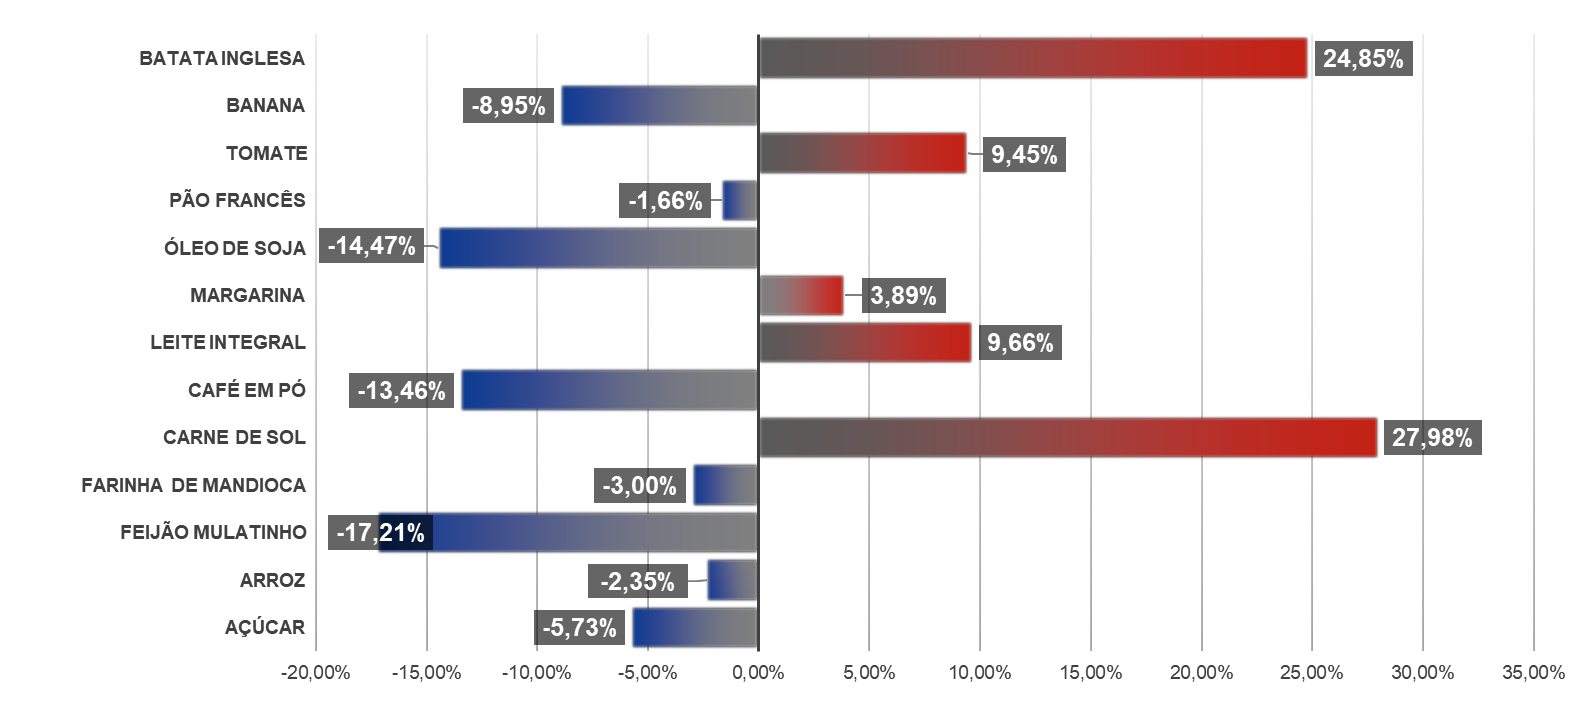 BATATA INGLESA 24,85%
BANANA -8,95%
TOMATE 9,45%
PÃO FRANCÊS -1,66%
ÓLEO DE SOJA -14,47%
MARGARINA 3,89%
LEITE INTEGRAL 9,66%
CAFÉ EM PÓ -13,46%
CARNE DE SOL 27,98%
FARINHA DE MANDIOCA -3,00%
FEIJÃO MULATINHO -17,21%
ARROZ -2,35%
AÇÚCAR -5,73%
-20,00% -15,00% -10,00% -5,00% 0,00% 5,00% 10,00% 15,00% 20,00% 25,00% 30,00% 35,00%